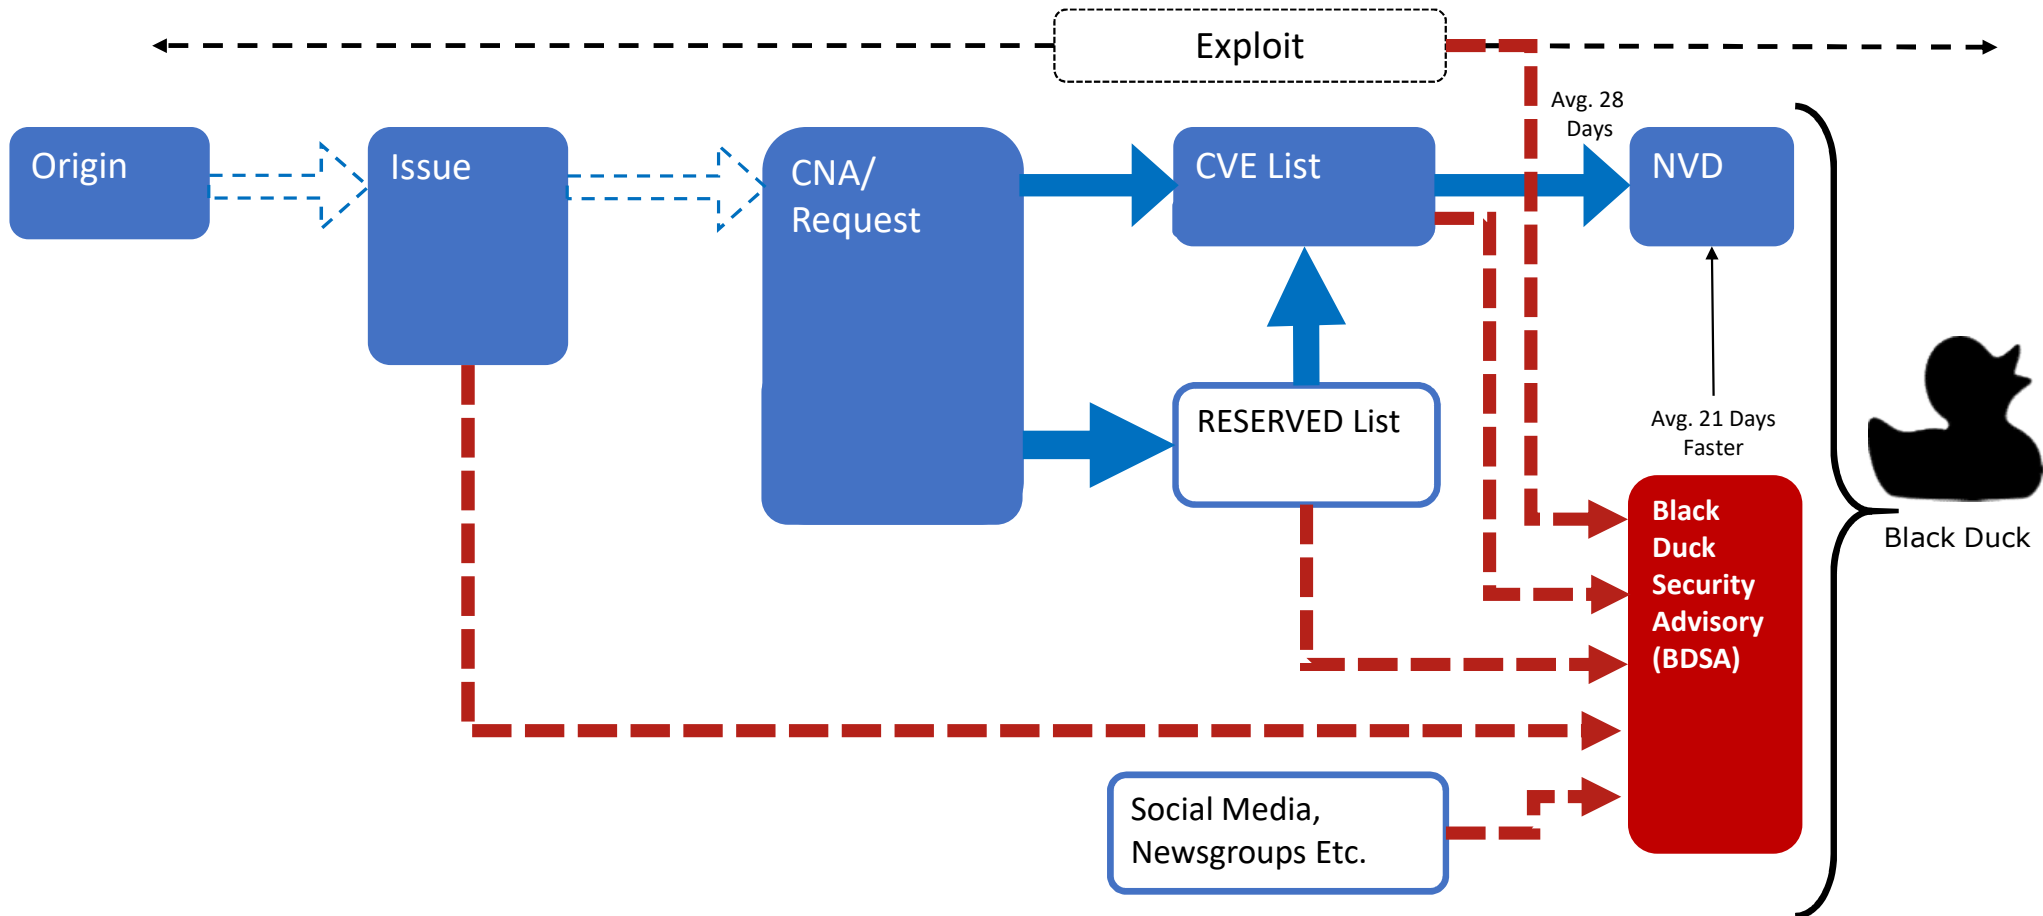 Exploit
Avg. 28
Days
Origin
Issue
CNA/
Request
CVE List
NVD
RESERVED List
Avg. 21 Days
Faster
Black
Duck
Security
Advisory
(BDSA)
Black Duck
Social Media,
Newsgroups Etc.